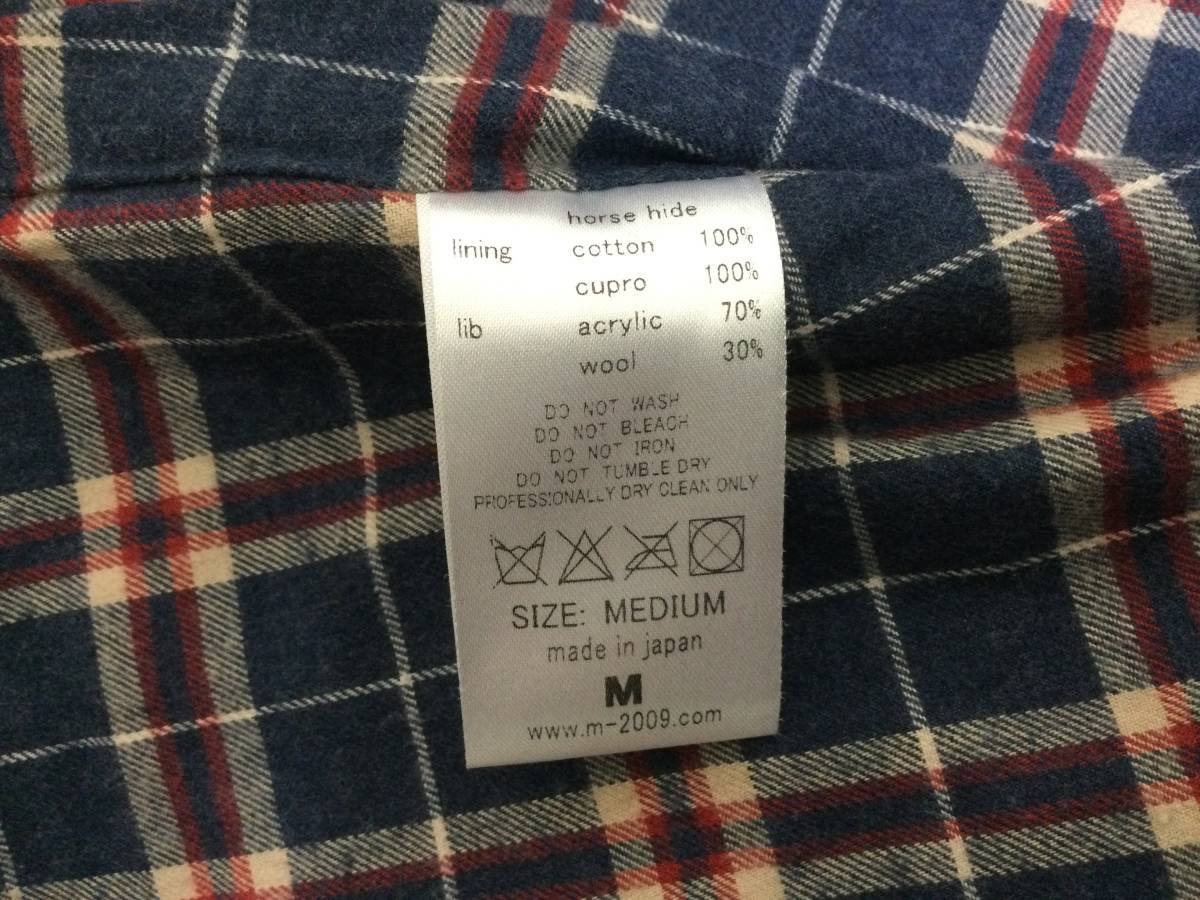 horse hide
lining cotton 100%
cupro 100%
lib acrylic 70%
wool 30%
DO NOT WASH
DO NOT BLEACH
DO NOT IRON
DO NOT TUMBLE DRY
PROFESSIONALLY DRY CLEAN ONLY
SIZE: MEDIUM
made in japan
M
www.m-2009.com